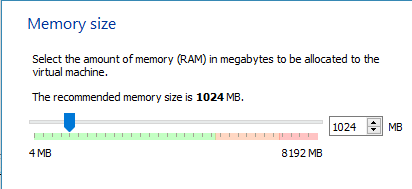 Memory size
Select the amount of memory (RAM) in megabytes to be allocated to the
virtual machine.
The recommended memory size is 1024 MB.
1024 MB
4 MB 8192 MB